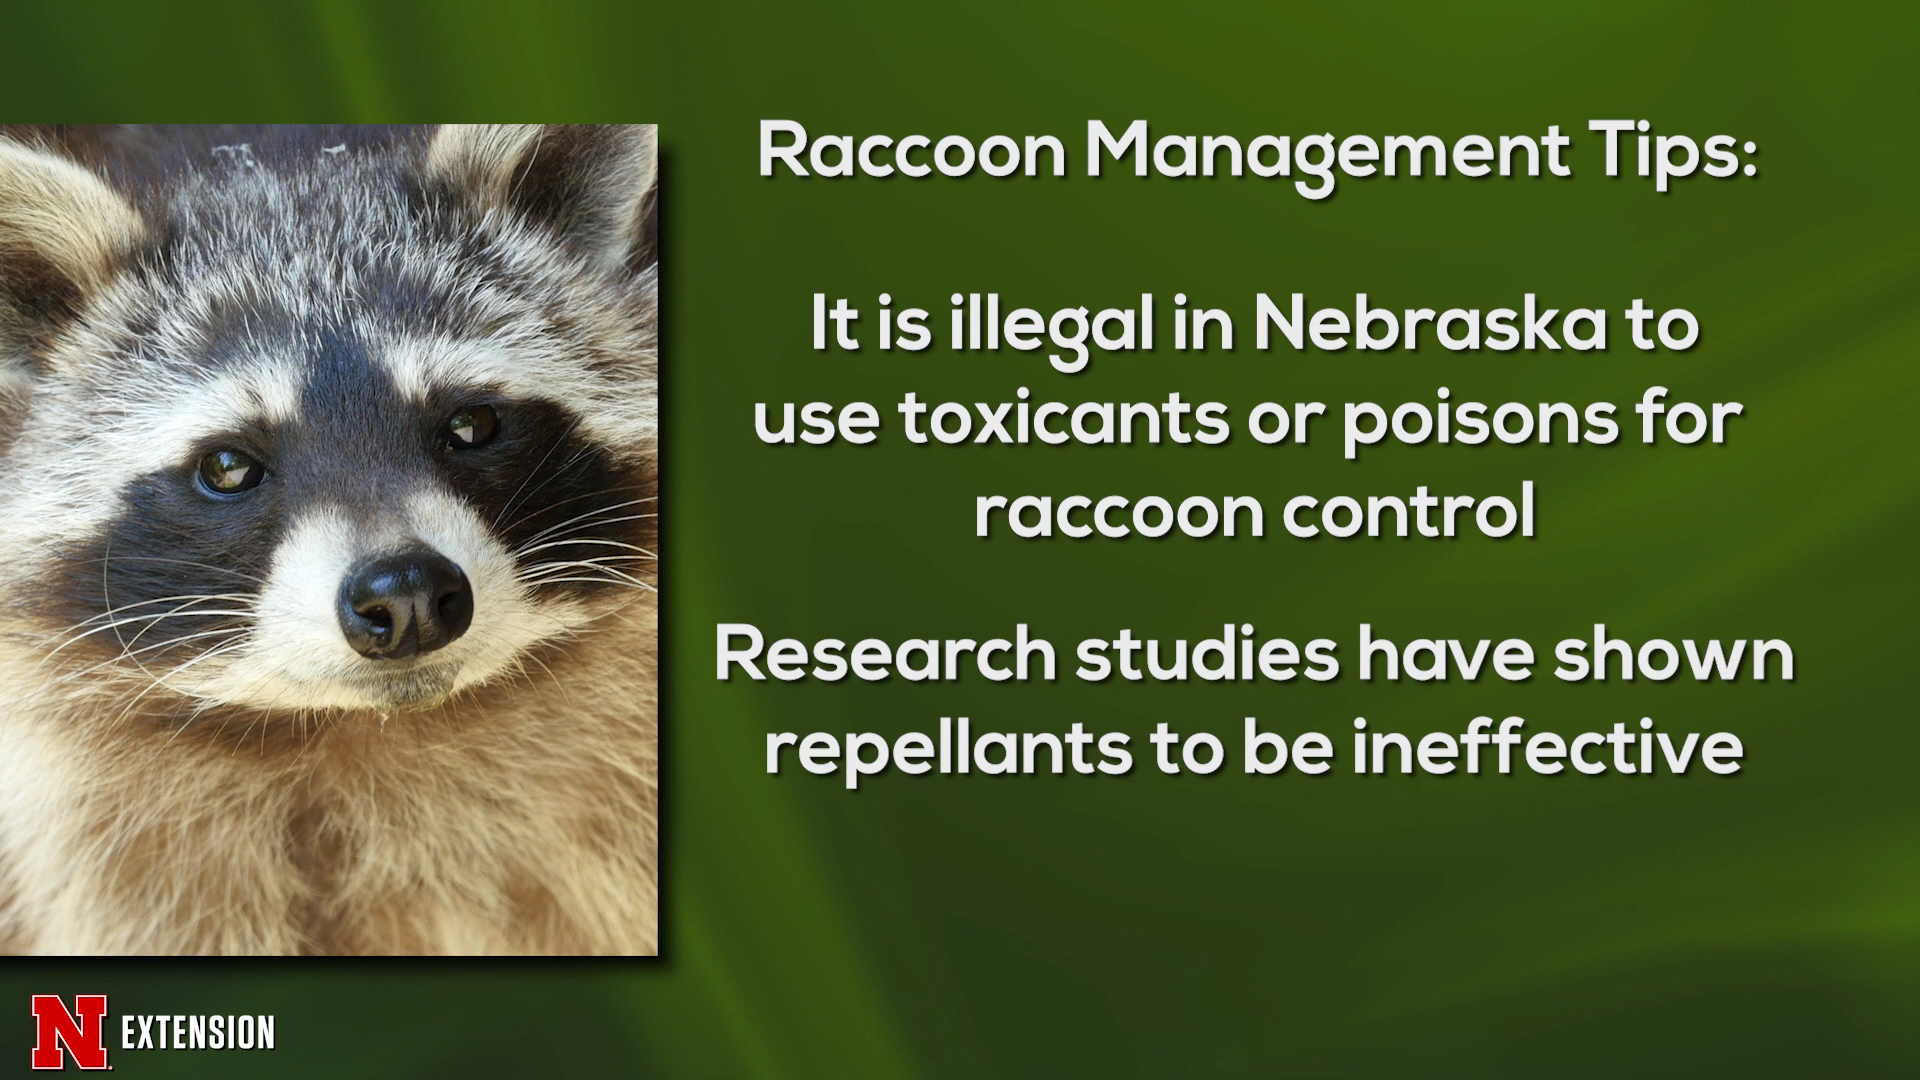 Raccoon Management Tips:
It is illegal in Nebraska to
use toxicants or poisons for
raccoon control
Research studies have shown
repellants to be ineffective
N EXTENSION